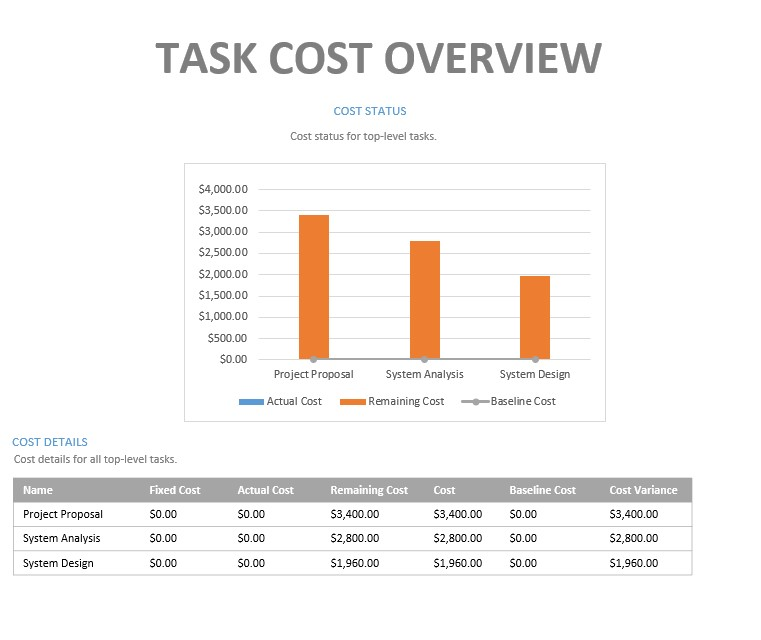 TASK COST OVERVIEW
COST STATUS
Cost status for top-level tasks.
$4,000.00
$3,500.00
$3,000.00
$2,500.00
$2,000.00
$1,500.00
$1,000.00
$500.00
$0.00
Project Proposal System Analysis System Design
Actual Cost Remaining Cost Baseline Cost
COST DETAILS
Cost details for all top-level tasks.
Name Fixed Cost Actual Cost Remaining Cost Cost Baseline Cost Cost Variance
Project Proposal $0.00 $0.00 $3,400.00 $3,400.00 $0.00 $3,400.00
System Analysis $0.00 $0.00 $2,800.00 $2,800.00 $0.00 $2,800.00
System Design $0.00 $0.00 $1,960.00 $1,960.00 $0.00 $1,960.00